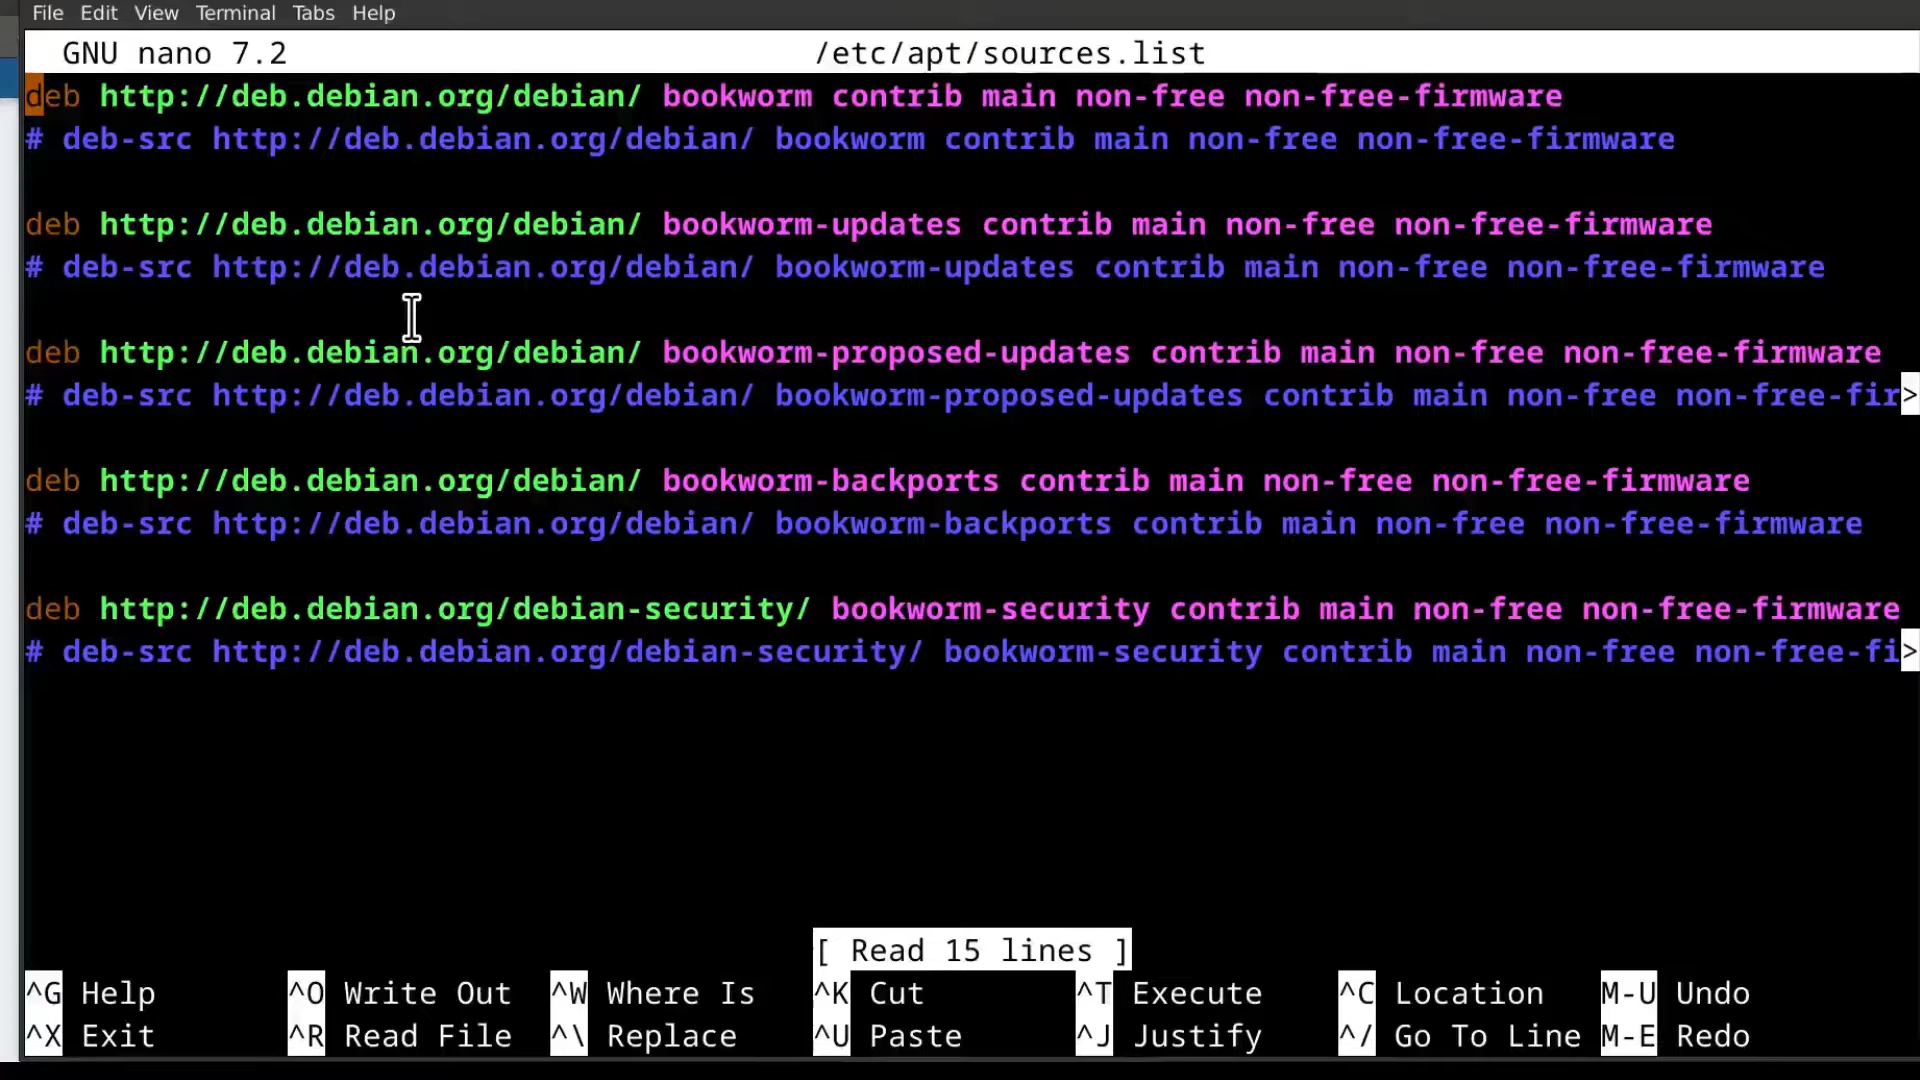 File Edit View Terminal Tabs Help
GNU nano 7.2 /etc/apt/sources.list
deb http://deb.debian.org/debian/ bookworm contrib main non-free non-free-firmware
# deb-src http://deb.debian.org/debian/ bookworm contrib main non-free non-free-firmware
deb http://deb.debian.org/debian/ bookworm-updates contrib main non-free non-free-firmware
# deb-src http://deb.debian.org/debian/ bookworm-updates contrib main non-free non-free-firmware
deb http://deb.debian.org/debian/ bookworm-proposed-updates contrib main non-free non-free-firmware
# deb-src http://deb.debian.org/debian/ bookworm-proposed-updates contrib main non-free non-free-fir>
deb http://deb.debian.org/debian/ bookworm-backports contrib main non-free non-free-firmware
# deb-src http://deb.debian.org/debian/ bookworm-backports contrib main non-free non-free-firmware
deb http://deb.debian.org/debian-security/ bookworm-security contrib main non-free non-free-firmware
# deb-src http://deb.debian.org/debian-security/ bookworm-security contrib main non-free non-free-fi>
[ Read 15 lines ]
^G Help ^O Write Out ^W Where Is ^K Cut ^T Execute ^C Location M-U Undo
^X Exit ^R Read File ^\ Replace ^U Paste ^J Justify ^/ Go To Line M-E Redo